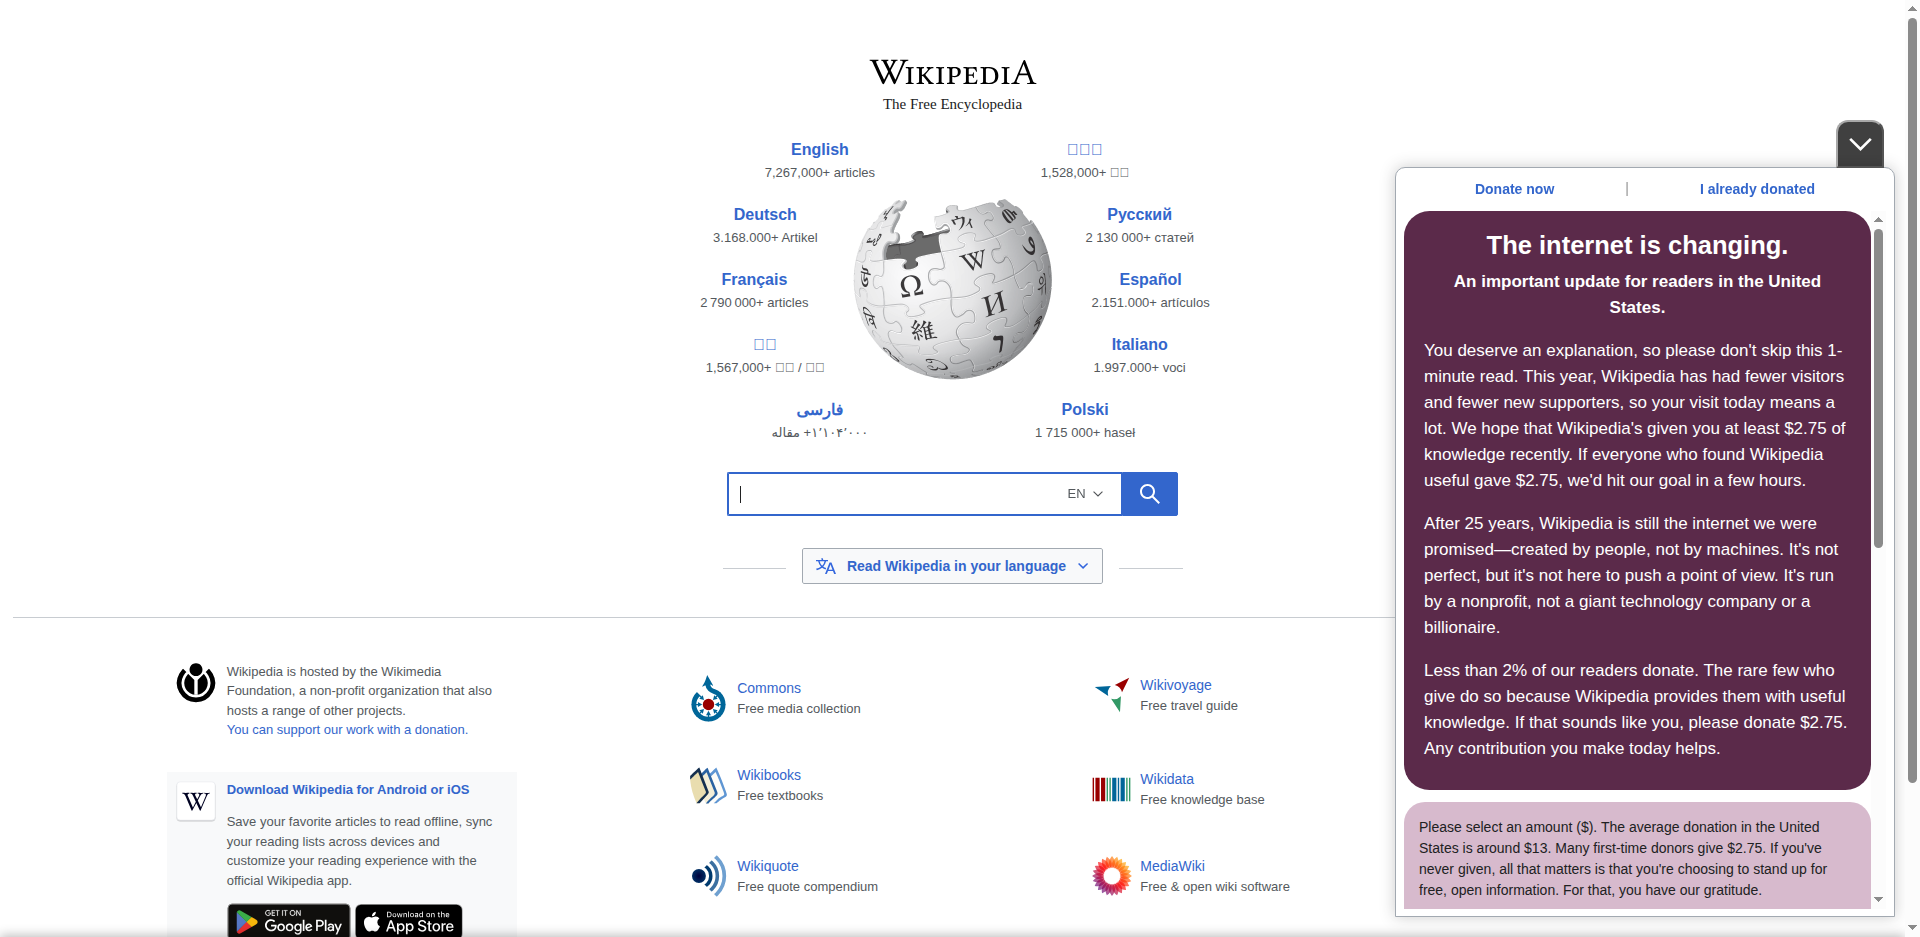 WIKIPEDIA
The Free Encyclopedia
English
7,267,000+ articles
1,528,000+
Deutsch
3.168.000+ Artikel
Русский
2 130 000+ статей
Français
2 790 000+ articles
Español
2.151.000+ artículos
1,567,000+ /
Italiano
1.997.000+ voci
فارسی
۱٬۱۰۴٬۰۰۰+ مقاله
Polski
1 715 000+ haseł
Ω
W
И
維
EN
Read Wikipedia in your language
Wikipedia is hosted by the Wikimedia
Foundation, a non-profit organization that also
hosts a range of other projects.
You can support our work with a donation.
W
Download Wikipedia for Android or iOS
Save your favorite articles to read offline, sync
your reading lists across devices and
customize your reading experience with the
official Wikipedia app.
GET IT ON
Google Play
Download on the
App Store
Commons
Free media collection
Wikivoyage
Free travel guide
Wikibooks
Free textbooks
Wikidata
Free knowledge base
Wikiquote
Free quote compendium
MediaWiki
Free & open wiki software
Donate now | I already donated
The internet is changing.
An important update for readers in the United
States.
You deserve an explanation, so please don't skip this 1-
minute read. This year, Wikipedia has had fewer visitors
and fewer new supporters, so your visit today means a
lot. We hope that Wikipedia's given you at least $2.75 of
knowledge recently. If everyone who found Wikipedia
useful gave $2.75, we'd hit our goal in a few hours.
After 25 years, Wikipedia is still the internet we were
promised—created by people, not by machines. It's not
perfect, but it's not here to push a point of view. It's run
by a nonprofit, not a giant technology company or a
billionaire.
Less than 2% of our readers donate. The rare few who
give do so because Wikipedia provides them with useful
knowledge. If that sounds like you, please donate $2.75.
Any contribution you make today helps.
Please select an amount ($). The average donation in the United
States is around $13. Many first-time donors give $2.75. If you've
never given, all that matters is that you're choosing to stand up for
free, open information. For that, you have our gratitude.